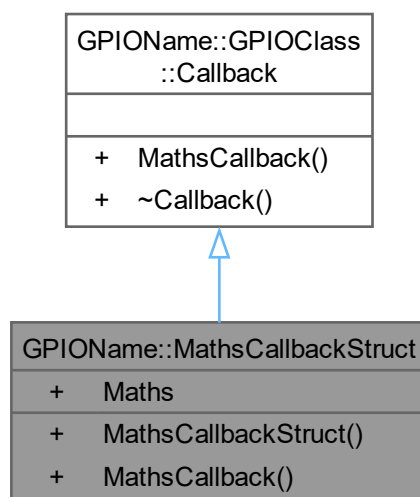 GPIOName::GPIOClass
::Callback
+ MathsCallback()
+ ~Callback()
GPIOName::MathsCallbackStruct
+ Maths
+ MathsCallbackStruct()
+ MathsCallback()